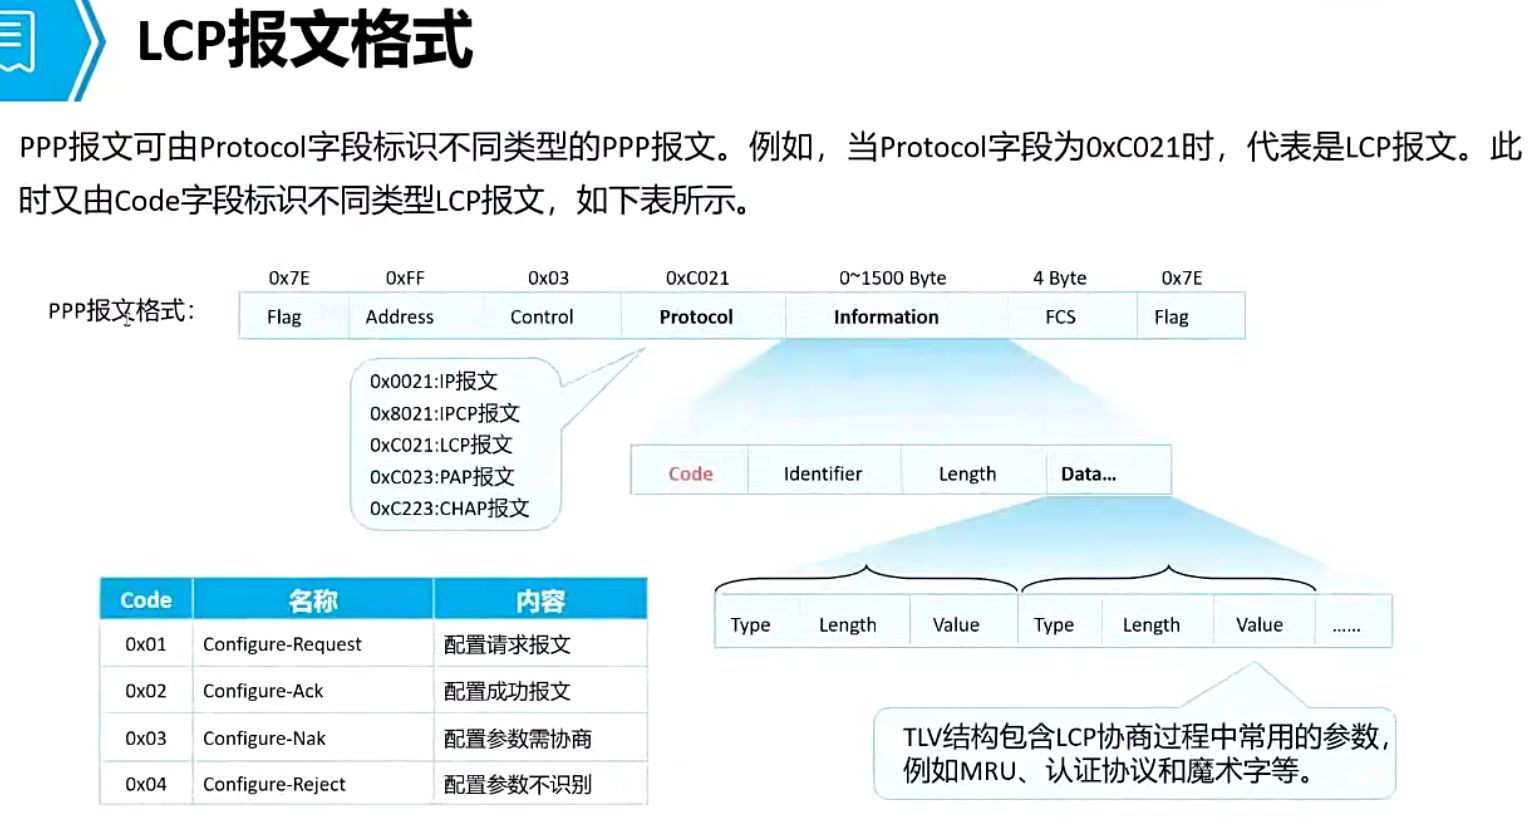 LCP报文格式
PPP报文可由Protocol字段标识不同类型的PPP报文。例如，当Protocol字段为0xC021时，代表是LCP报文。此
时又由Code字段标识不同类型LCP报文，如下表所示。
0x7E 0xFF 0x03 0xC021 0~1500 Byte 4 Byte 0x7E
PPP报文格式： Flag Address Control Protocol Information FCS Flag
0x0021:IP报文
0x8021:IPCP报文
0xC021:LCP报文
0xC023:PAP报文
0xC223:CHAP报文
Code Identifier Length Data...
Code 名称 内容
0x01 Configure-Request 配置请求报文
0x02 Configure-Ack 配置成功报文
0x03 Configure-Nak 配置参数需协商
0x04 Configure-Reject 配置参数不识别
Type Length Value Type Length Value ......
TLV结构包含LCP协商过程中常用的参数，
例如MRU、认证协议和魔术字等。